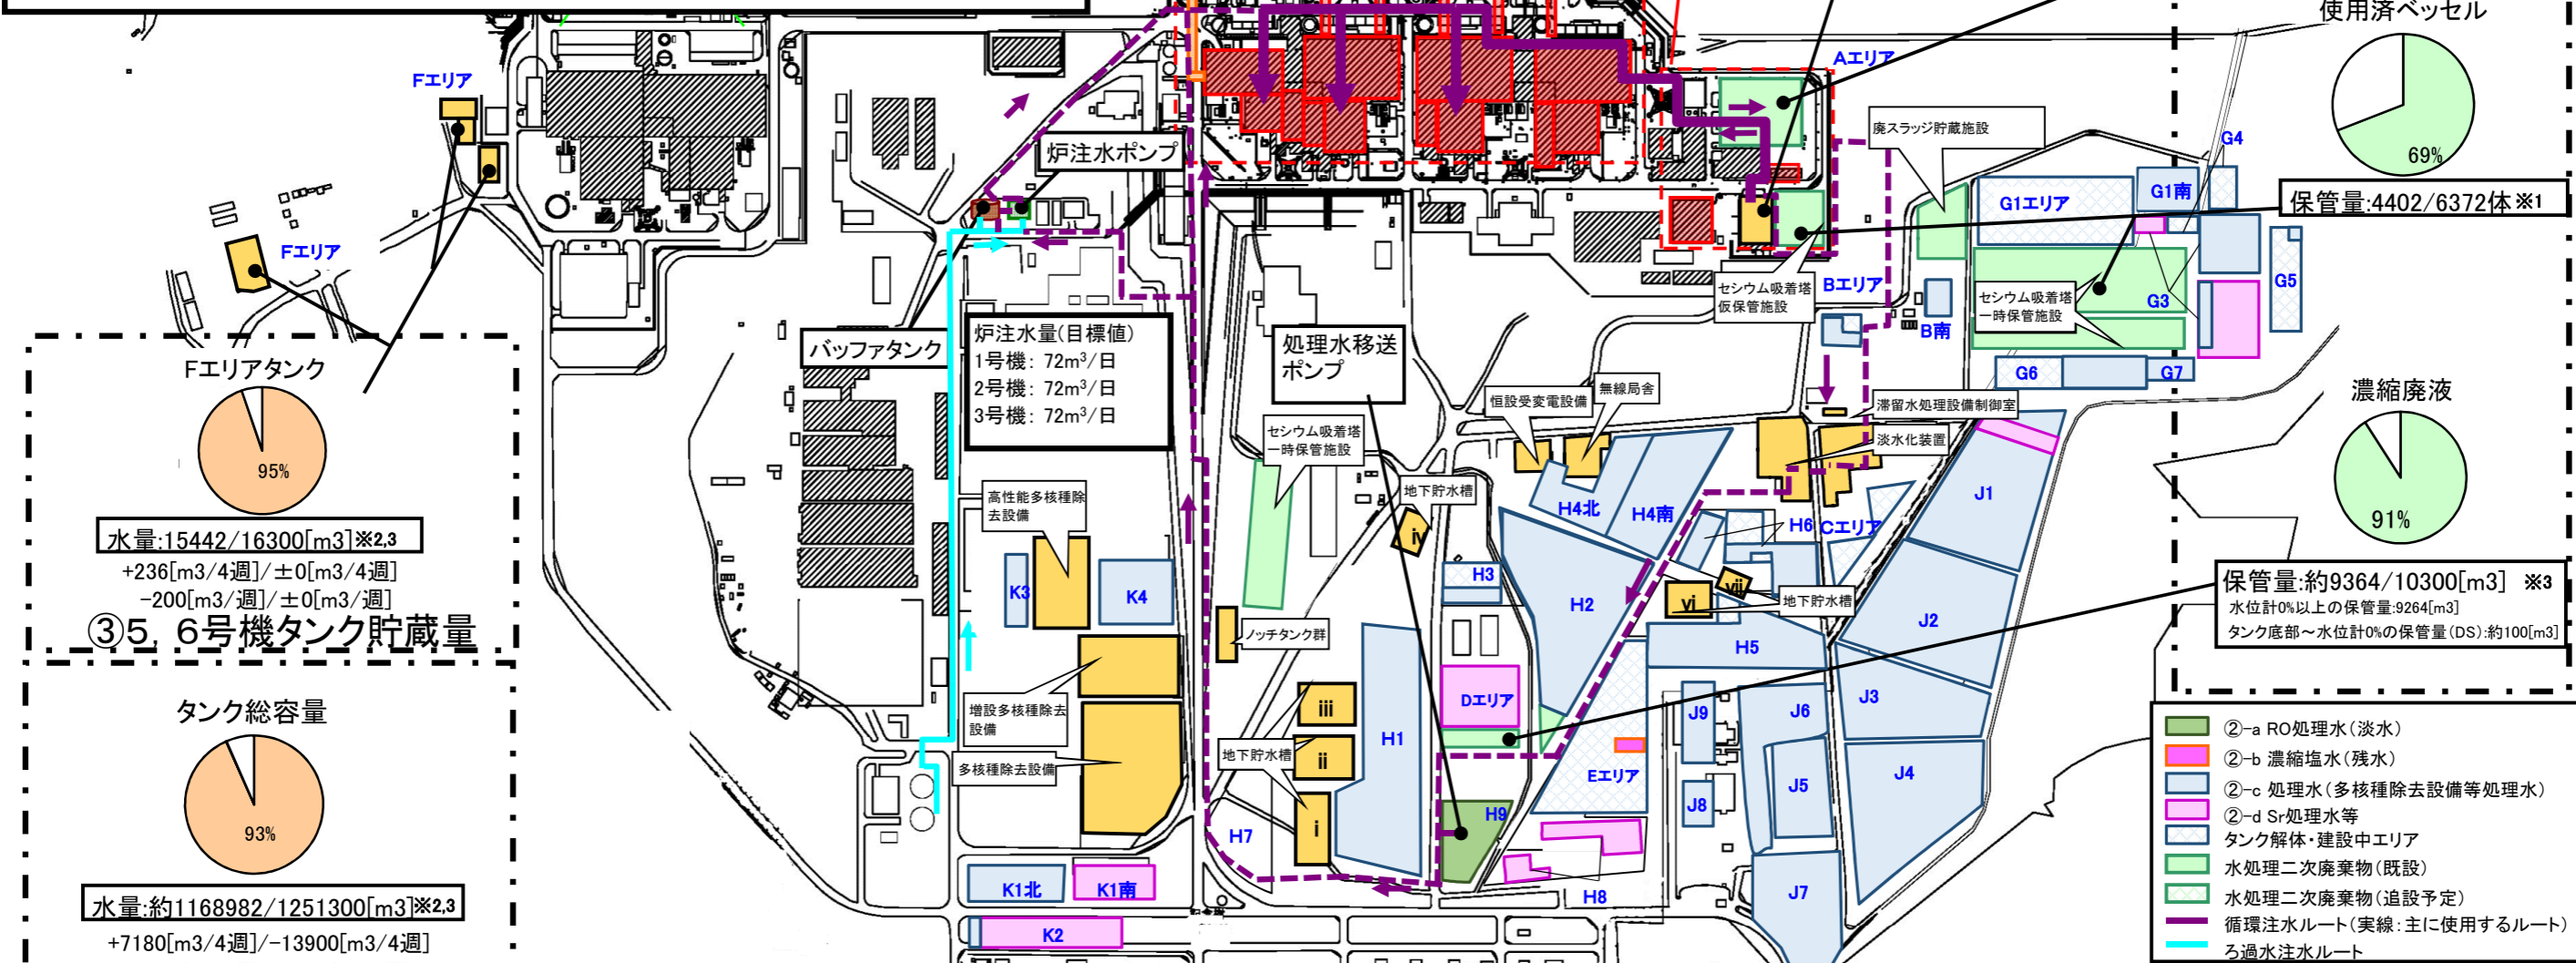 使用済ベッセル
69%
保管量:4402/6372体※1
Aエリア
Fエリア
Fエリア
廃スラッジ貯蔵施設
G4
G1南
G1エリア
炉注水ポンプ
セシウム吸着塔
仮保管施設
Bエリア
セシウム吸着塔
一時保管施設
G3
G5
B南
G6
G7
Fエリアタンク
95%
水量:15442/16300[m3]※2,3
+236[m3/4週]/±0[m3/4週]
-200[m3/週]/±0[m3/週]
③5, 6号機タンク貯蔵量
バッファタンク
炉注水量(目標値)
1号機: 72m³/日
2号機: 72m³/日
3号機: 72m³/日
処理水移送
ポンプ
恒設受変電設備
無線局舎
滞留水処理設備制御室
淡水化装置
濃縮廃液
91%
保管量:約9364/10300[m3] ※3
水位計0%以上の保管量:9264[m3]
タンク底部～水位計0%の保管量(DS):約100[m3]
セシウム吸着塔
一時保管施設
高性能多核種除
去設備
地下貯水槽
iv
H4北
H4南
H6
Cエリア
J1
K3
K4
H3
H2
vi
vii
地下貯水槽
J2
ノッチタンク群
H5
タンク総容量
93%
水量:約1168982/1251300[m3]※2,3
+7180[m3/4週]/-13900[m3/4週]
増設多核種除去
設備
多核種除去設備
地下貯水槽
iii
ii
i
H1
Dエリア
Eエリア
J9
J6
J3
J8
J5
J4
H7
H9
H8
J7
K1北
K1南
K2
②-a RO処理水(淡水)
②-b 濃縮塩水(残水)
②-c 処理水(多核種除去設備等処理水)
②-d Sr処理水等
タンク解体・建設中エリア
水処理二次廃棄物(既設)
水処理二次廃棄物(追設予定)
循環注水ルート(実線:主に使用するルート)
ろ過水注水ルート